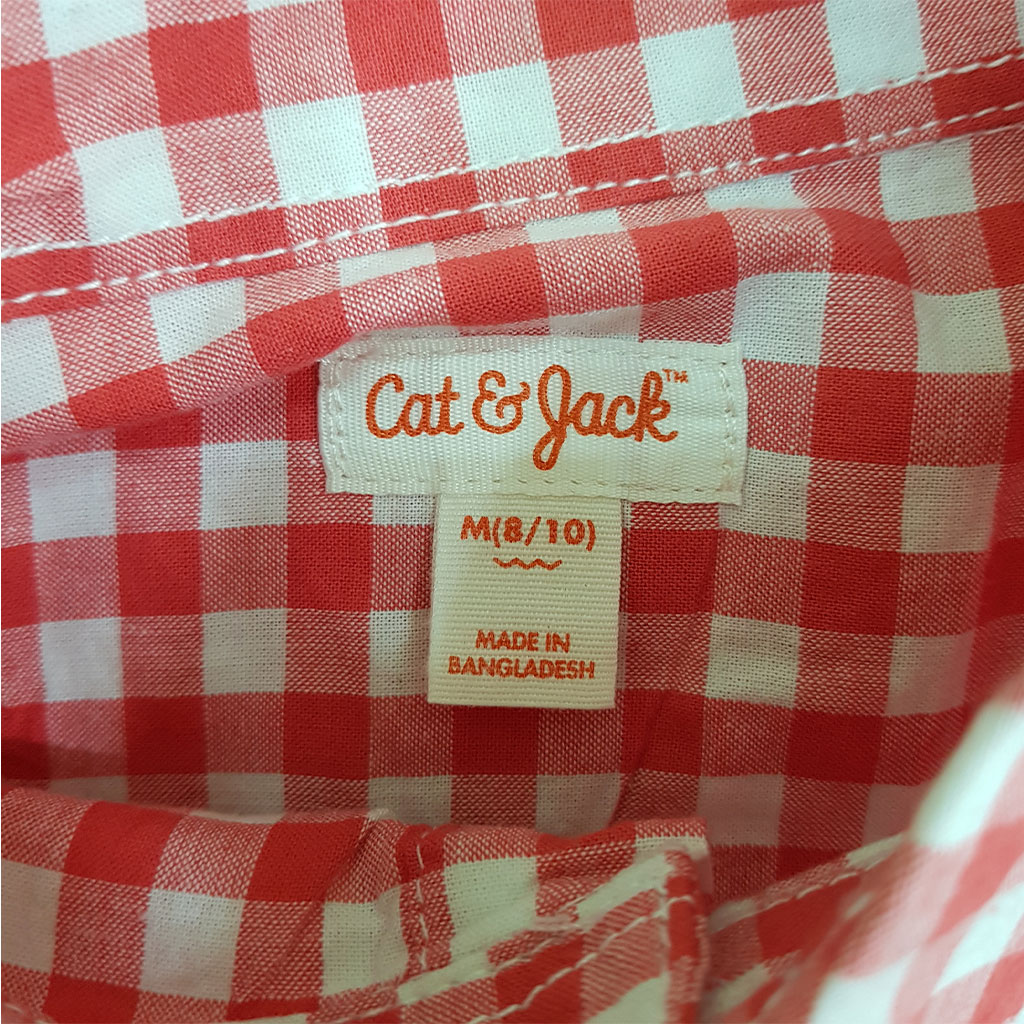 Cat & Jack™
M(8/10)
MADE IN
BANGLADESH